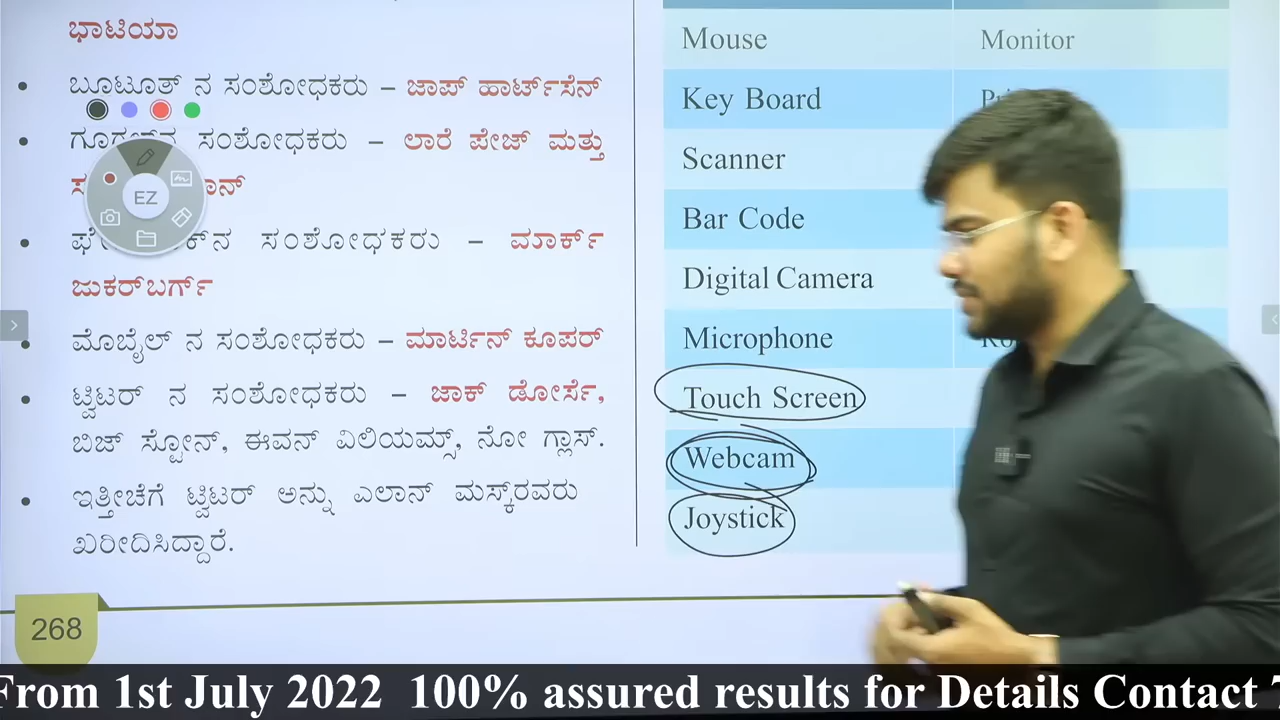 ಭಾಟಿಯಾ
ಬ್ಲೂಟೂತ್ ನ ಸಂಶೋಧಕರು – ಜಾಪ್ ಹಾರ್ಟ್‌ಸೆನ್
ಸಂಶೋಧಕರು – ಲಾರೆ ಪೇಜ್ ಮತ್ತು
EZ
ಸಂಶೋಧಕರು – ಮಾರ್ಕ್
ಜುಕರ್‌ಬರ್ಗ್
ಮೊಬೈಲ್ ನ ಸಂಶೋಧಕರು – ಮಾರ್ಟಿನ್ ಕೂಪರ್
ಟ್ವಿಟರ್ ನ ಸಂಶೋಧಕರು – ಜಾಕ್ ಡೋರ್ಸೆ,
ಬಿಜ್ ಸ್ಟೋನ್, ಈವನ್ ವಿಲಿಯಮ್ಸ್, ನೋ ಗ್ಲಾಸ್.
ಇತ್ತೀಚೆಗೆ ಟ್ವಿಟರ್ ಅನ್ನು ಎಲಾನ್ ಮಸ್ಕ್‌ರವರು
ಖರೀದಿಸಿದ್ದಾರೆ.
268
Mouse Monitor
Key Board
Scanner
Bar Code
Digital Camera
Microphone
Touch Screen
Webcam
Joystick
From 1st July 2022 100% assured results for Details Contact